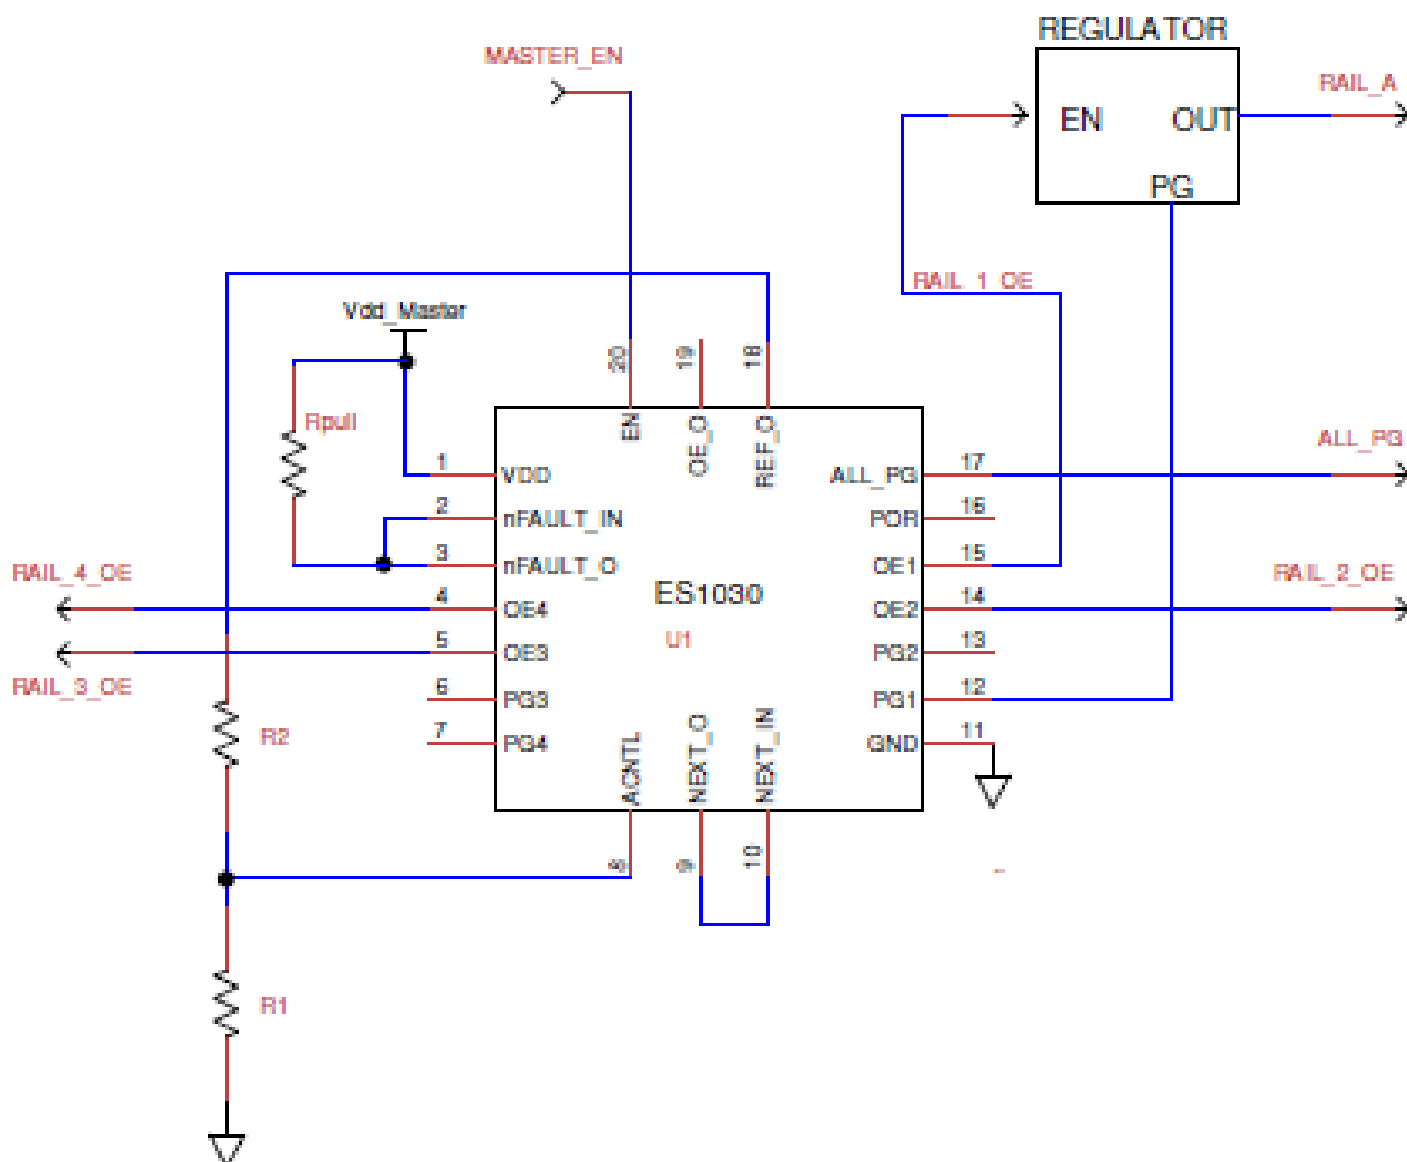 REGULATOR
MASTER_EN
RAIL_A
EN
OUT
PG
RAIL_1_OE
Vdd_Master
20
19
18
Rpull
EN
OE_O
REF_O
ALL_PG
1
VDD
ALL_PG
17
2
nFAULT_IN
POR
16
3
nFAULT_O
OE1
15
RAIL_4_OE
ES1030
RAIL_2_OE
4
OE4
OE2
14
U1
5
OE3
PG2
13
RAIL_3_OE
6
PG3
PG1
12
R2
7
PG4
ACNTL
NEXT_O
NEXT_IN
GND
11
8
9
10
R1